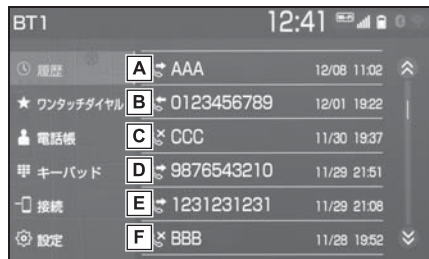 BT1 12:41
履歴 A AAA 12/08 11:02
ワンタッチダイヤル B 0123456789 12/01 19:22
電話帳 C CCC 11/30 19:37
キーパッド D 9876543210 11/29 21:51
接続 E 1231231231 11/29 21:08
設定 F BBB 11/28 19:52